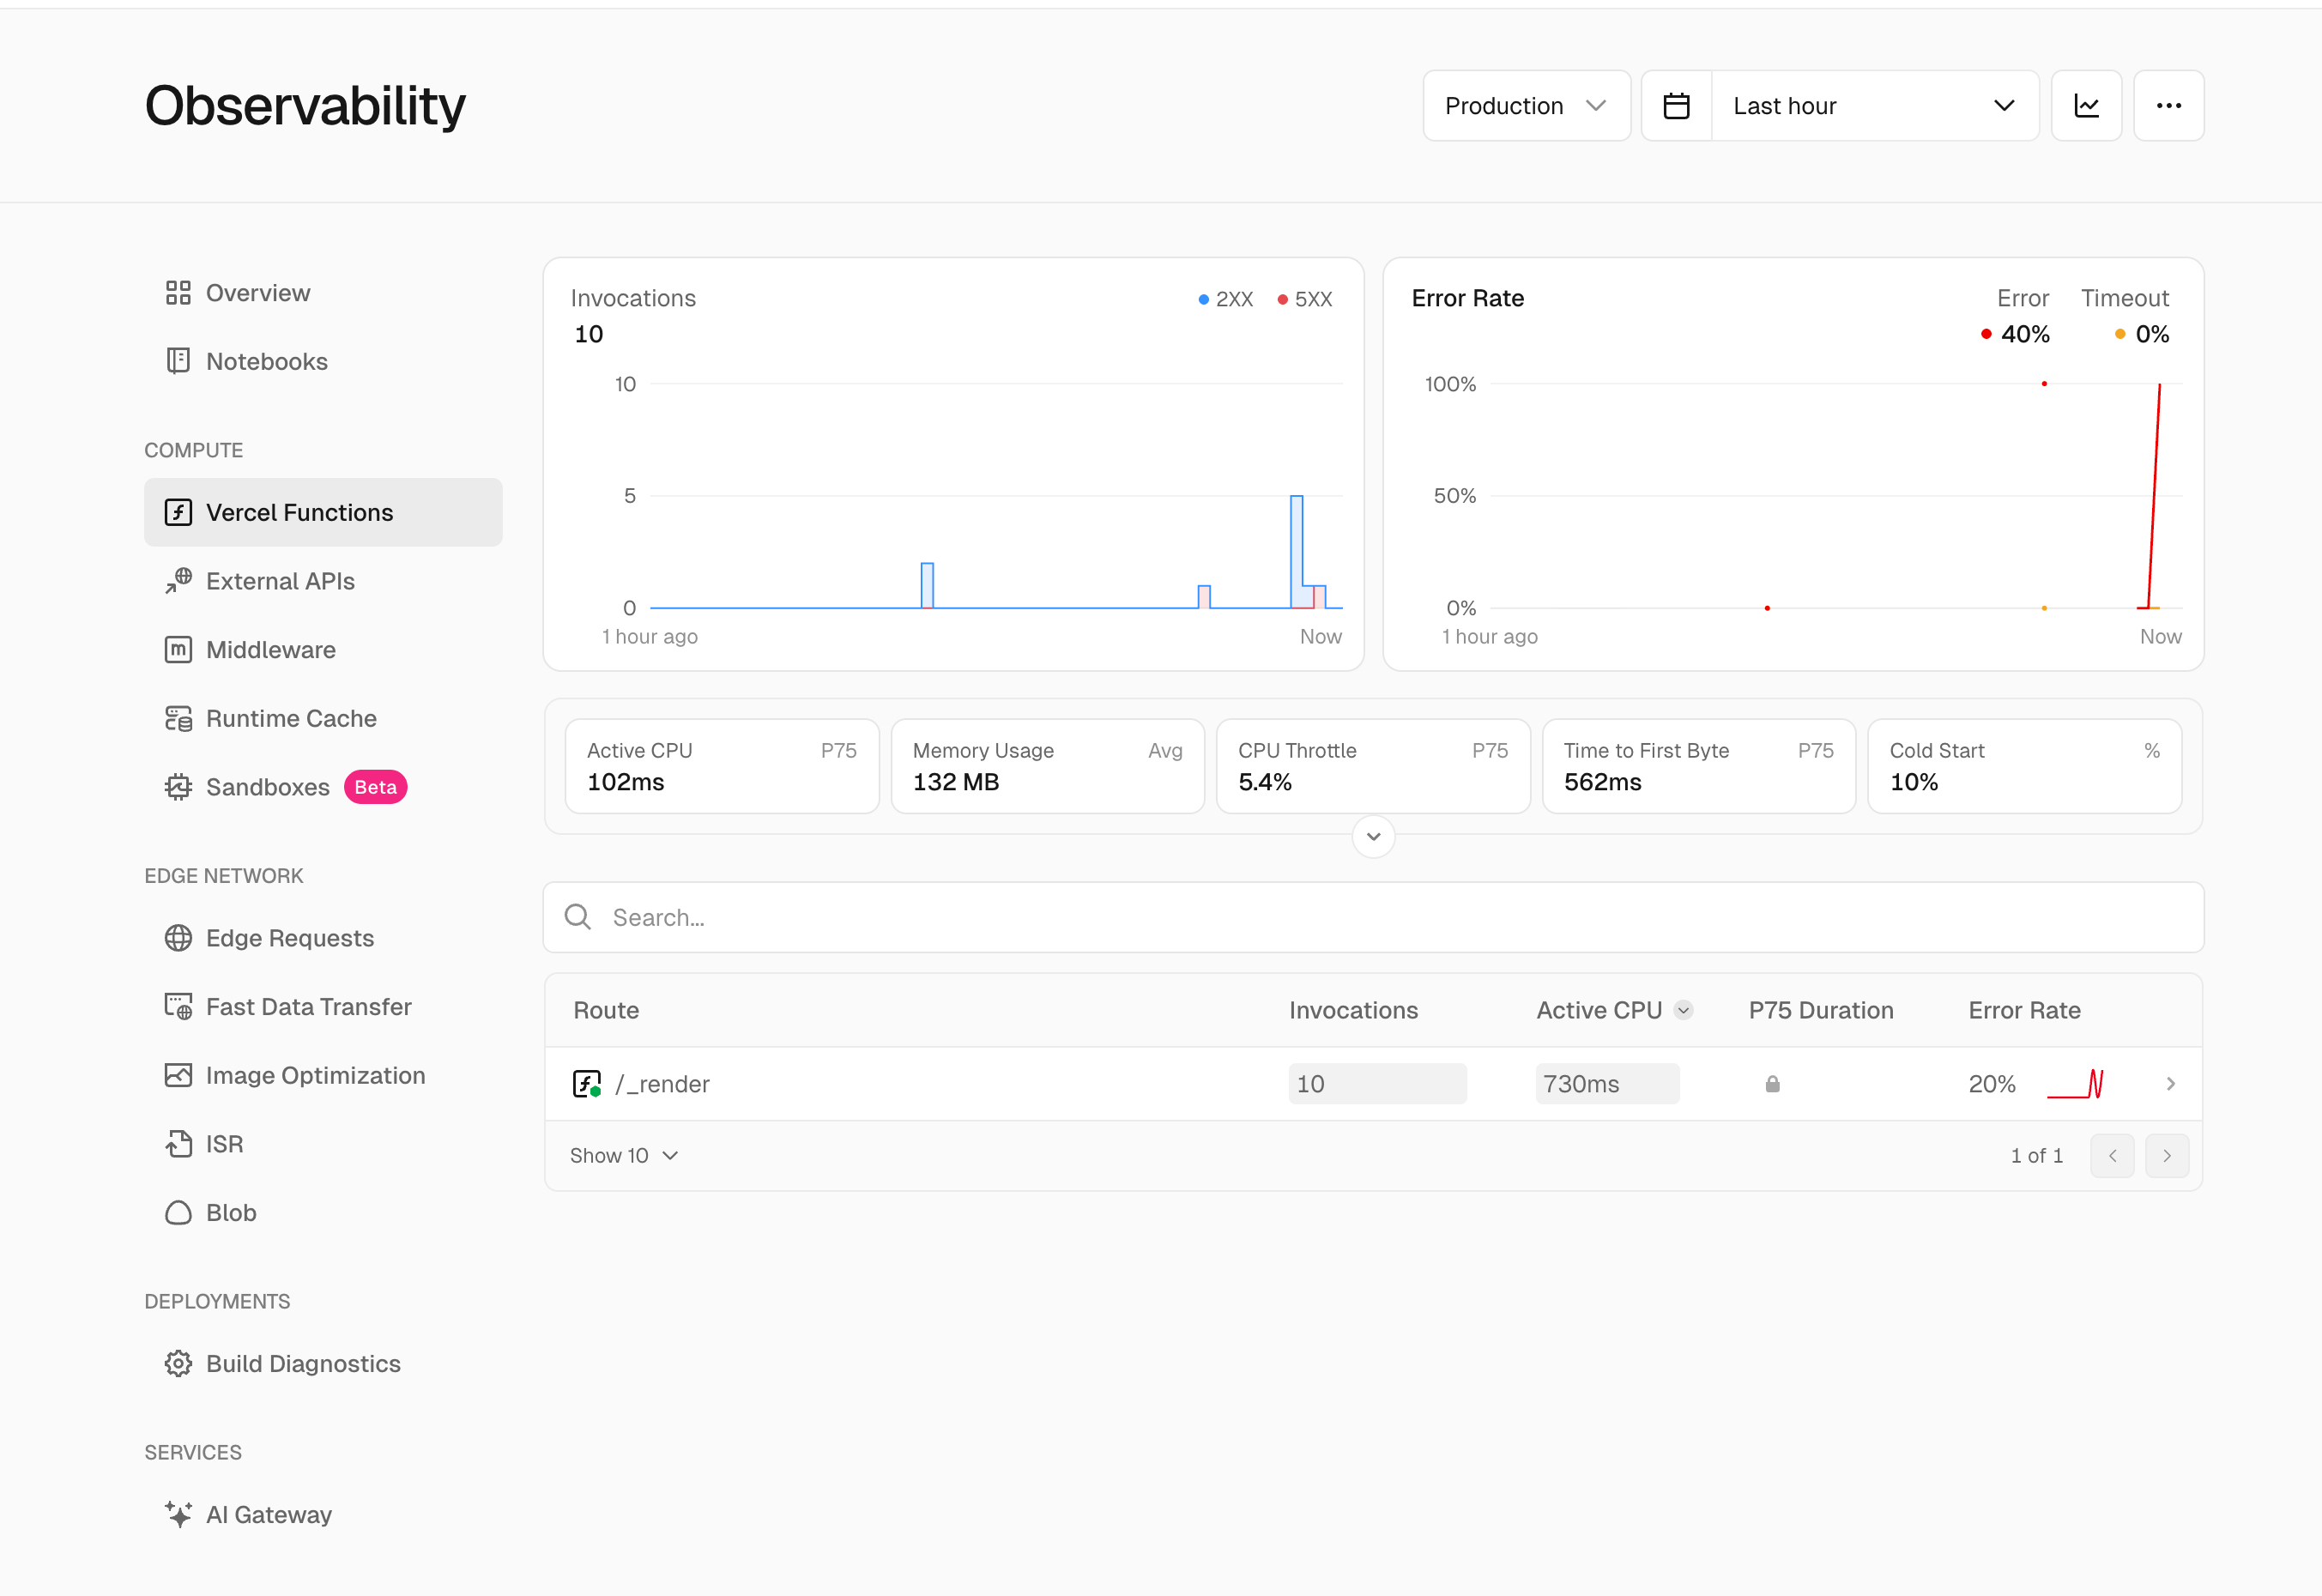 Observability
Production
Last hour
Overview
Notebooks
COMPUTE
Vercel Functions
External APIs
Middleware
Runtime Cache
Sandboxes Beta
EDGE NETWORK
Edge Requests
Fast Data Transfer
Image Optimization
ISR
Blob
DEPLOYMENTS
Build Diagnostics
SERVICES
AI Gateway
Invocations 2XX 5XX
10
10
5
0
1 hour ago Now
Error Rate Error Timeout
40% 0%
100%
50%
0%
1 hour ago Now
Active CPU P75
102ms
Memory Usage Avg
132 MB
CPU Throttle P75
5.4%
Time to First Byte P75
562ms
Cold Start %
10%
Search...
Route Invocations Active CPU P75 Duration Error Rate
/_render 10 730ms 20%
Show 10 1 of 1